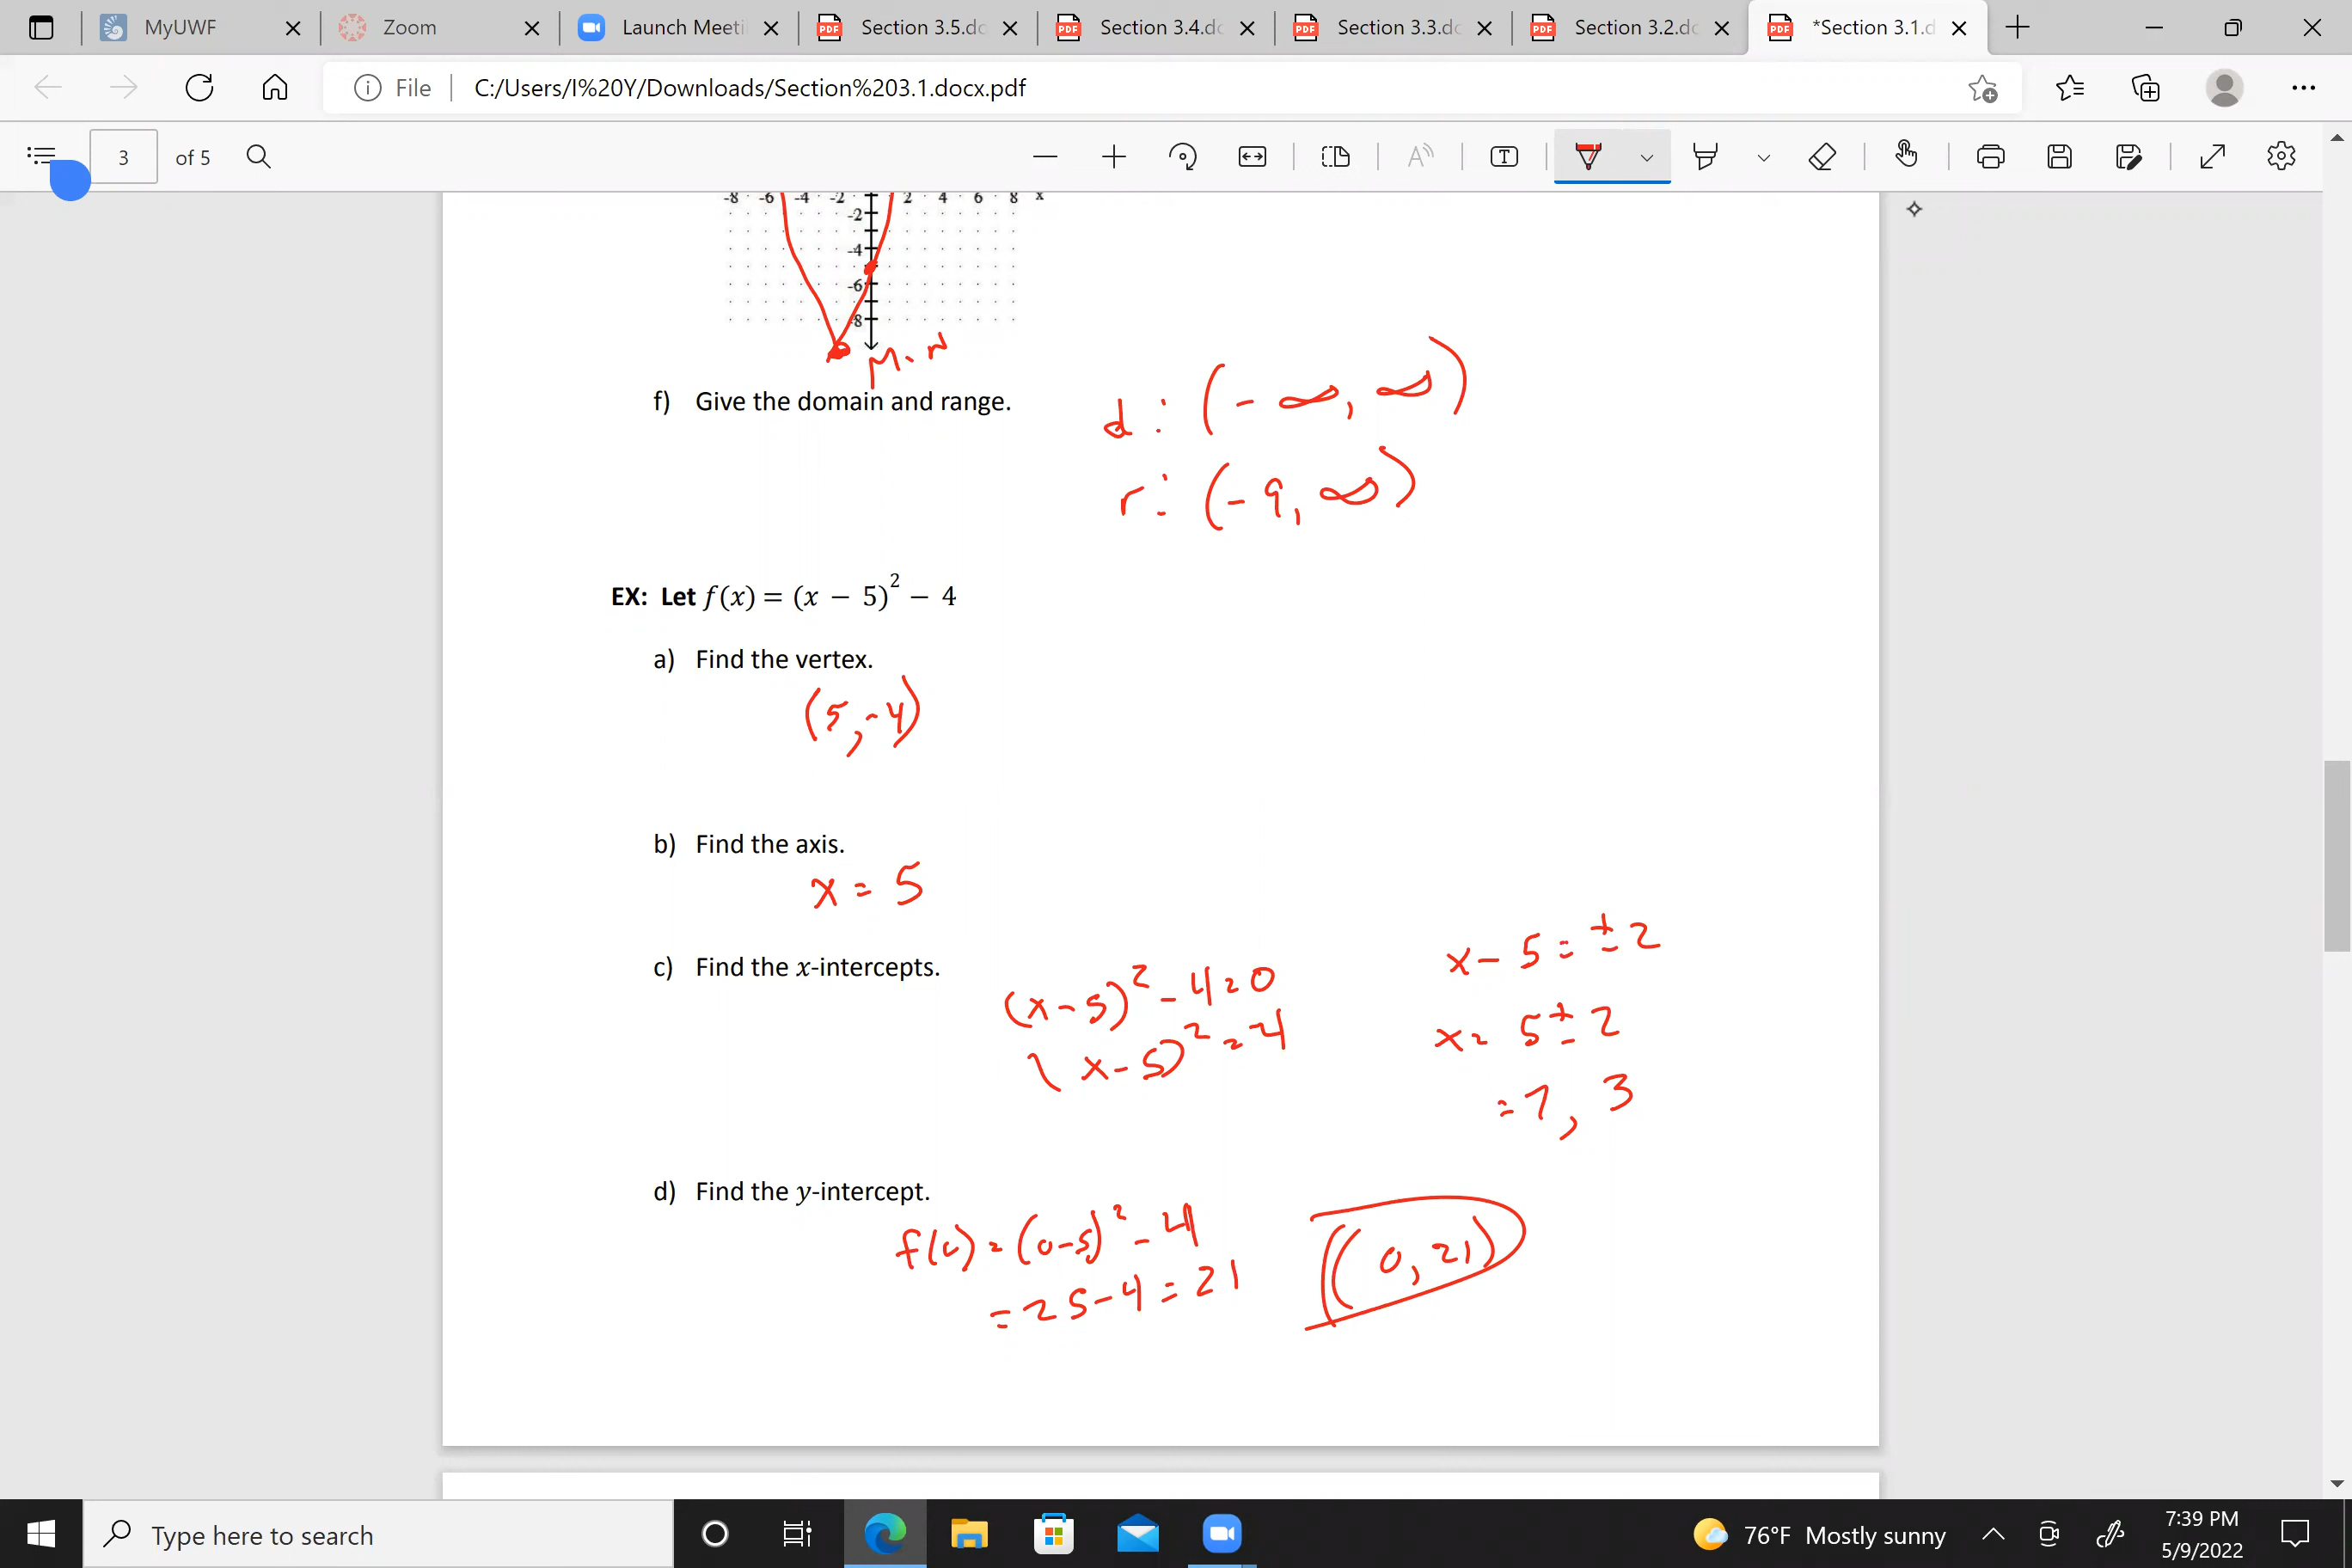 MyUWF
Zoom
Launch Meeti
Section 3.5.dc
Section 3.4.dc
Section 3.3.dc
Section 3.2.dc
*Section 3.1.d
File
C:/Users/I%20Y/Downloads/Section%203.1.docx.pdf
3 of 5
-8 -6 -4 -2 2 4 6 8 x
-2
-4
-6
-8
Min
f) Give the domain and range.
d: (-∞, ∞)
r: (-9, ∞)
EX: Let f(x) = (x − 5)² − 4
a) Find the vertex.
(5, -4)
b) Find the axis.
x = 5
c) Find the x-intercepts.
(x-5)² - 4 = 0
(x-5)² = 4
x - 5 = ± 2
x = 5 ± 2
= 7, 3
d) Find the y-intercept.
f(0) = (0-5)² - 4
= 25 - 4 = 21
(0, 21)
Type here to search
76°F Mostly sunny
7:39 PM
5/9/2022